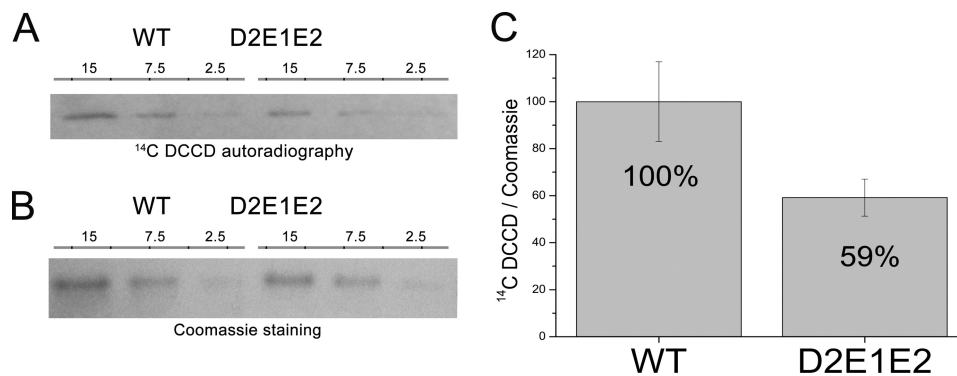 A
WT D2E1E2
15 7.5 2.5 15 7.5 2.5
¹⁴C DCCD autoradiography
B
WT D2E1E2
15 7.5 2.5 15 7.5 2.5
Coomassie staining
C
¹⁴C DCCD / Coomassie
120
100
80
60
40
20
0
100%
59%
WT D2E1E2